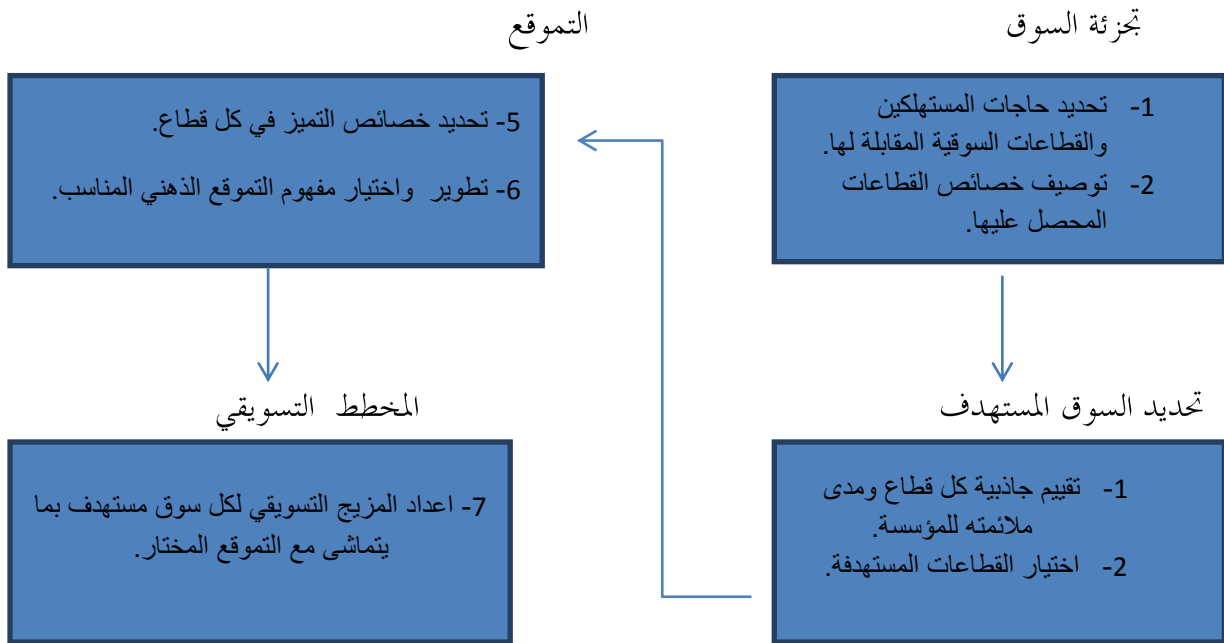 تجزئة السوق
1- تحديد حاجات المستهلكين
والقطاعات السوقية المقابلة لها.
2- توصيف خصائص القطاعات
المحصل عليها.
تحديد السوق المستهدف
1- تقييم جاذبية كل قطاع ومدى
ملائمته للمؤسسة.
2- اختيار القطاعات المستهدفة.
التموقع
5- تحديد خصائص التميز في كل قطاع.
6- تطوير واختيار مفهوم التموقع الذهني المناسب.
المخطط التسويقي
7- اعداد المزيج التسويقي لكل سوق مستهدف بما
يتماشى مع التموقع المختار.